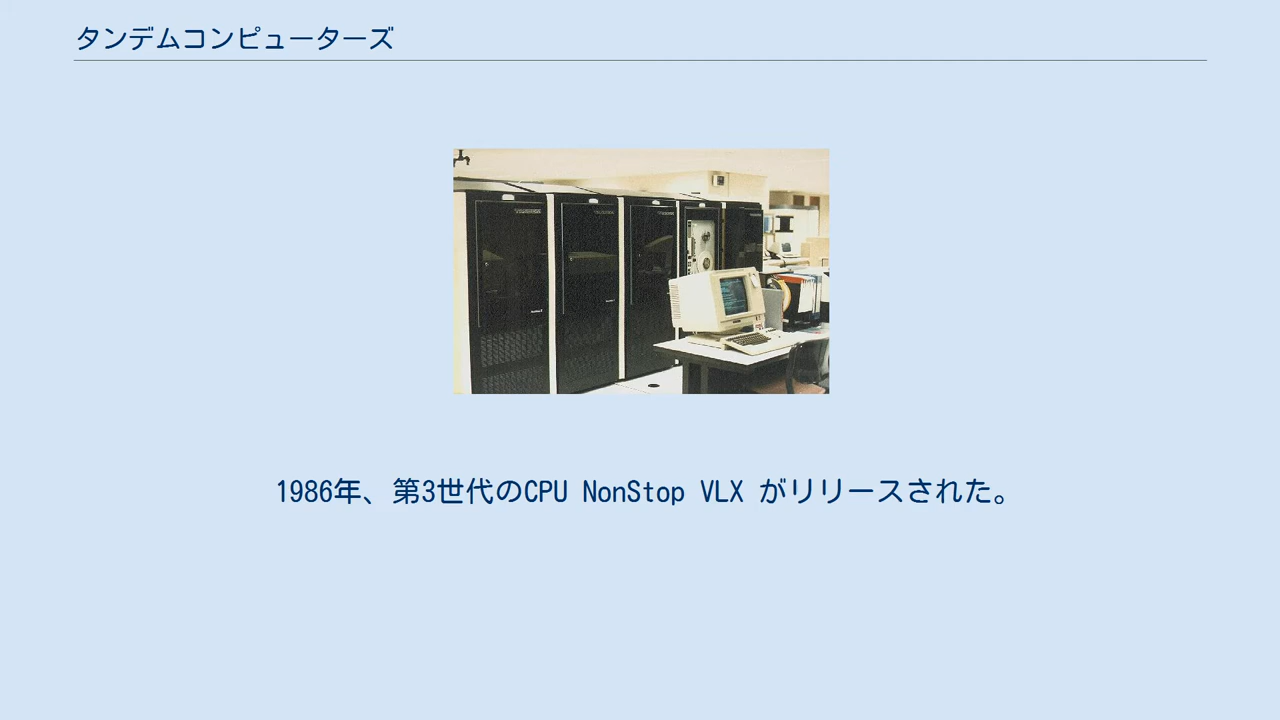 タンデムコンピューターズ
TANDEM
1986年、第3世代のCPU NonStop VLX がリリースされた。